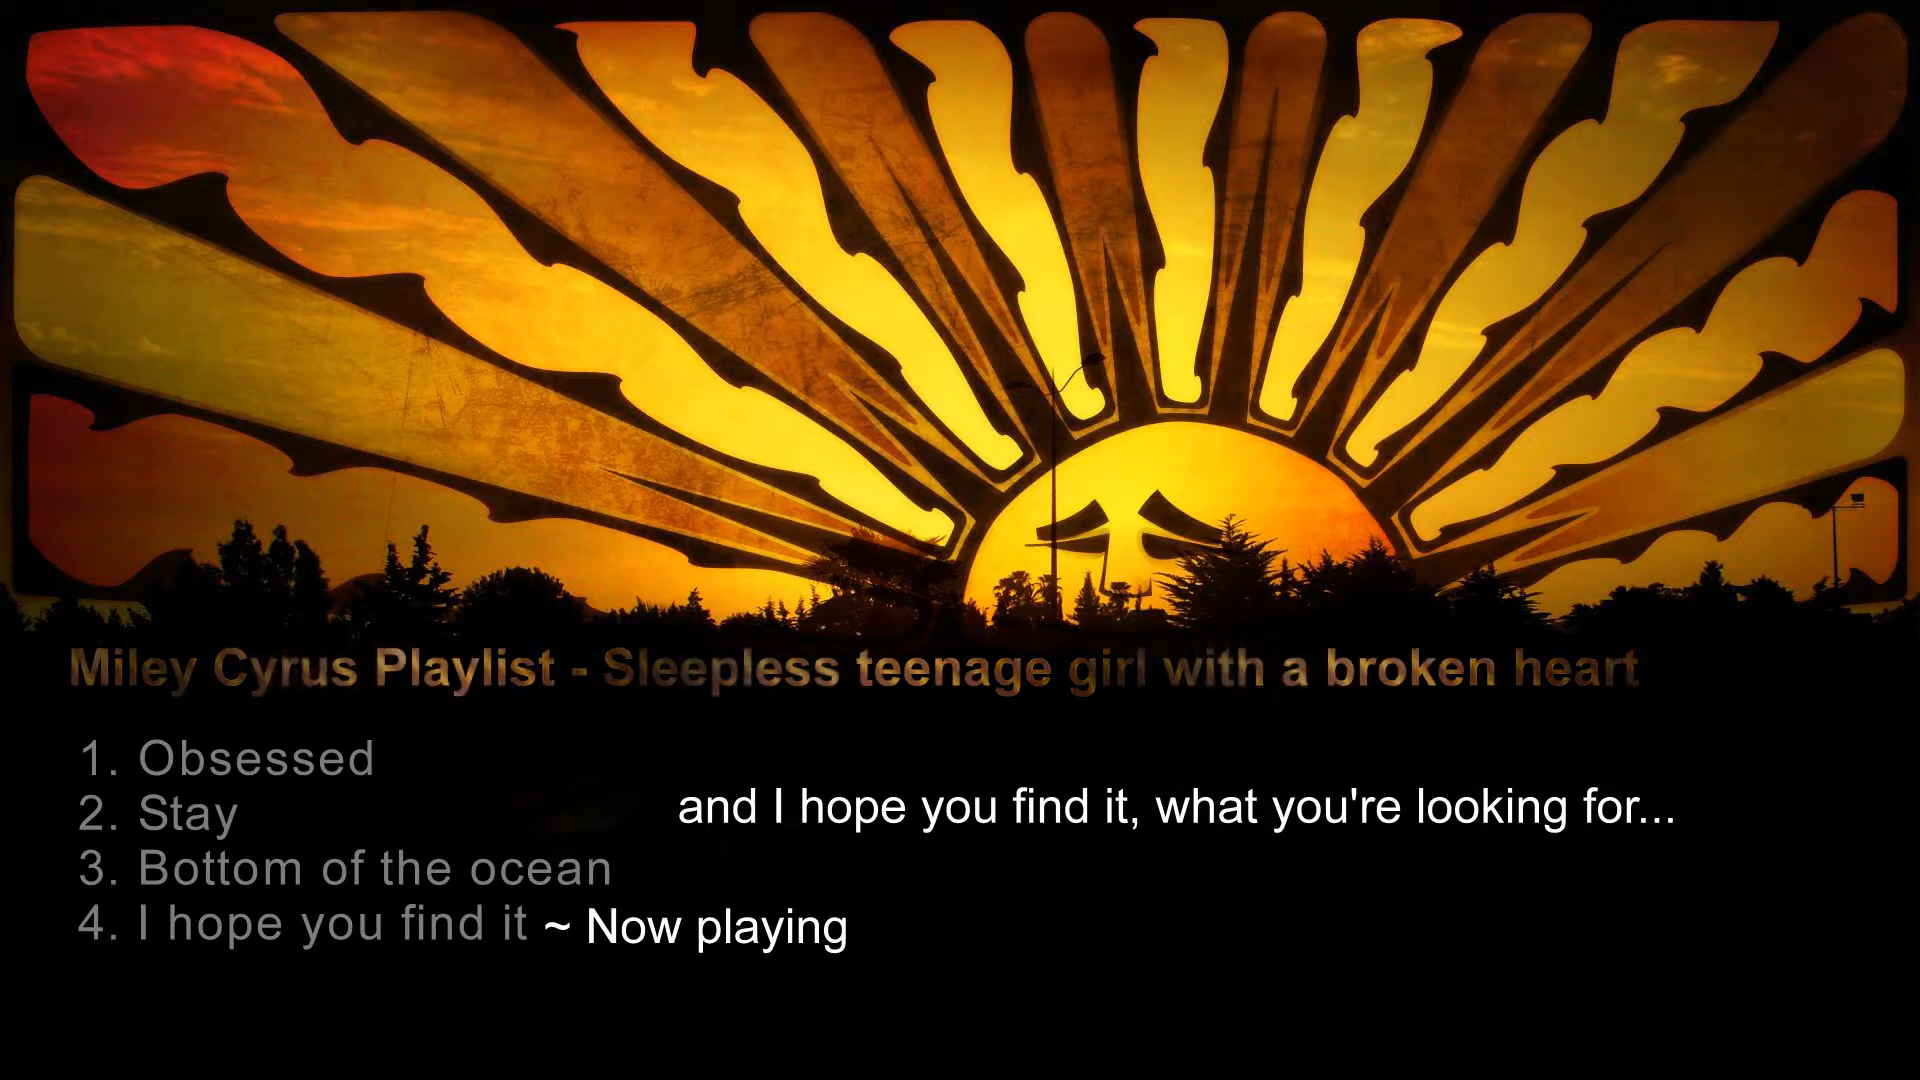 Miley Cyrus Playlist - Sleepless teenage girl with a broken heart
1. Obsessed
2. Stay
and I hope you find it, what you're looking for...
3. Bottom of the ocean
4. I hope you find it ~ Now playing